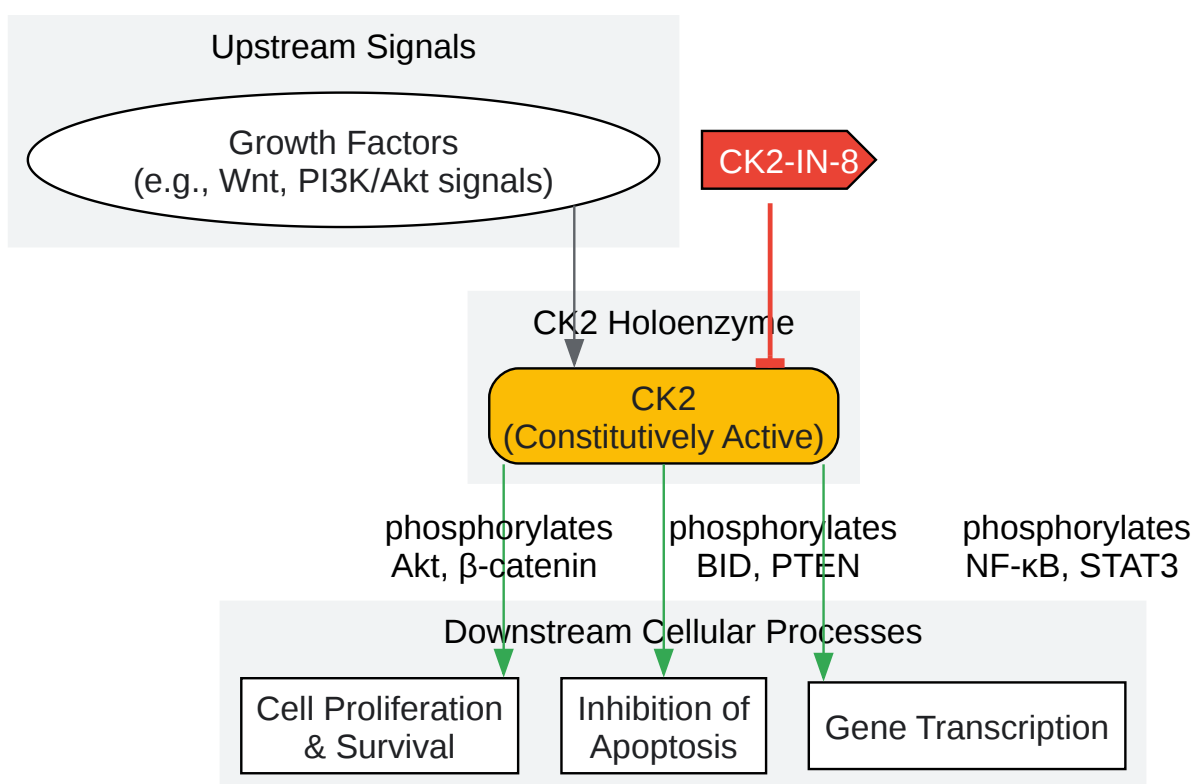 Upstream Signals
Growth Factors
(e.g., Wnt, PI3K/Akt signals)
CK2-IN-8
CK2 Holoenzyme
CK2
(Constitutively Active)
phosphorylates
Akt, β-catenin
phosphorylates
BID, PTEN
phosphorylates
NF-κB, STAT3
Downstream Cellular Processes
Cell Proliferation
& Survival
Inhibition of
Apoptosis
Gene Transcription